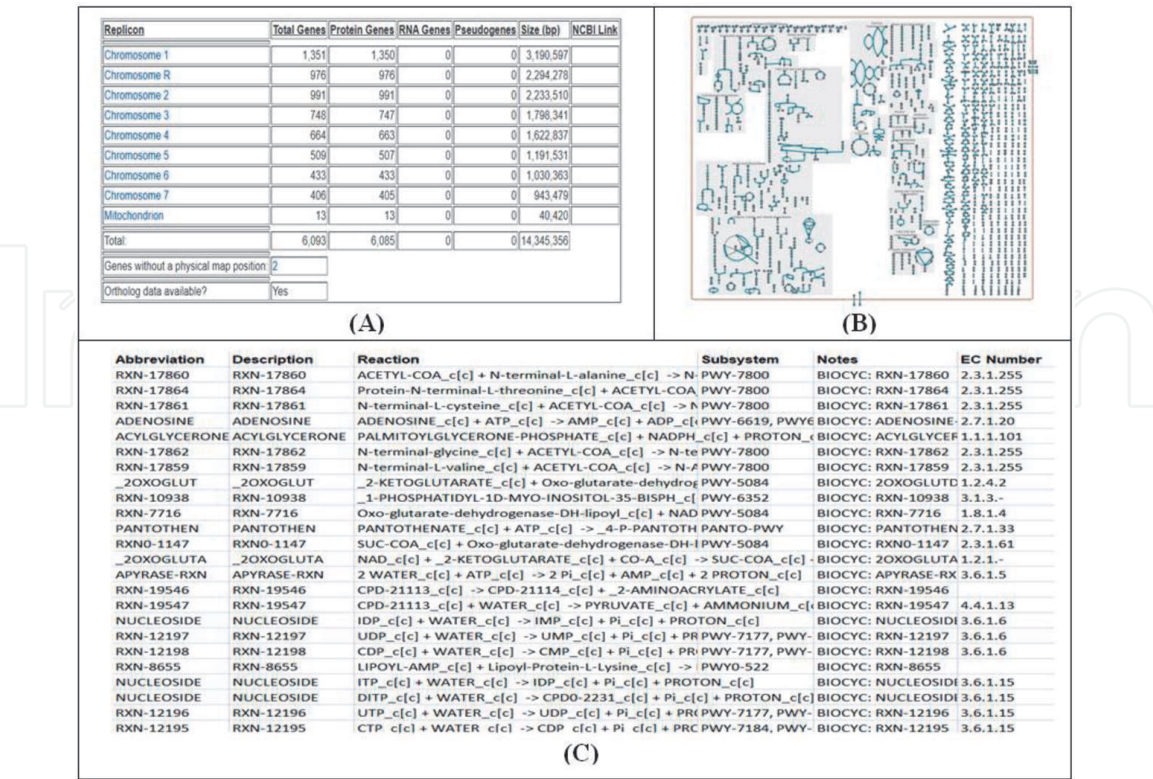 Replicon Total Genes Protein Genes RNA Genes Pseudogenes Size (bp) NCBI Link
Chromosome 1 1,351 1,350 0 0 3,190,597
Chromosome R 976 976 0 0 2,294,278
Chromosome 2 991 991 0 0 2,233,510
Chromosome 3 748 747 0 0 1,798,341
Chromosome 4 664 663 0 0 1,622,837
Chromosome 5 509 507 0 0 1,191,531
Chromosome 6 433 433 0 0 1,030,363
Chromosome 7 406 405 0 0 943,479
Mitochondrion 13 13 0 0 40,420
Total: 6,093 6,085 0 0 14,345,356
Genes without a physical map position: 2
Ortholog data available? Yes
(A)
(B)
Abbreviation Description Reaction Subsystem Notes EC Number
RXN-17860 RXN-17860 ACETYL-COA_c[c] + N-terminal-L-alanine_c[c] -> N- PWY-7800 BIOCYC: RXN-17860 2.3.1.255
RXN-17864 RXN-17864 Protein-N-terminal-L-threonine_c[c] + ACETYL-COA PWY-7800 BIOCYC: RXN-17864 2.3.1.255
RXN-17861 RXN-17861 N-terminal-L-cysteine_c[c] + ACETYL-COA_c[c] -> N PWY-7800 BIOCYC: RXN-17861 2.3.1.255
ADENOSINE ADENOSINE ADENOSINE_c[c] + ATP_c[c] -> AMP_c[c] + ADP_c[c PWY-6619, PWY6 BIOCYC: ADENOSINE- 2.7.1.20
ACYLGLYCERONE ACYLGLYCERONE PALMITOYLGLYCERONE-PHOSPHATE_c[c] + NADPH_c[c] + PROTON_c BIOCYC: ACYLGLYCER 1.1.1.101
RXN-17862 RXN-17862 N-terminal-glycine_c[c] + ACETYL-COA_c[c] -> N-te PWY-7800 BIOCYC: RXN-17862 2.3.1.255
RXN-17859 RXN-17859 N-terminal-L-valine_c[c] + ACETYL-COA_c[c] -> N-A PWY-7800 BIOCYC: RXN-17859 2.3.1.255
_2OXOGLUT _2OXOGLUT _2-KETOGLUTARATE_c[c] + Oxo-glutarate-dehydrog PWY-5084 BIOCYC: 2OXOGLUTD 1.2.4.2
RXN-10938 RXN-10938 _1-PHOSPHATIDYL-1D-MYO-INOSITOL-35-BISPH_c[ PWY-6352 BIOCYC: RXN-10938 3.1.3.-
RXN-7716 RXN-7716 Oxo-glutarate-dehydrogenase-DH-lipoyl_c[c] + NAD PWY-5084 BIOCYC: RXN-7716 1.8.1.4
PANTOTHEN PANTOTHEN PANTOTHENATE_c[c] + ATP_c[c] -> _4-P-PANTOTH PANTO-PWY BIOCYC: PANTOTHEN 2.7.1.33
RXN0-1147 RXN0-1147 SUC-COA_c[c] + Oxo-glutarate-dehydrogenase-DH-l PWY-5084 BIOCYC: RXN0-1147 2.3.1.61
_2OXOGLUTA _2OXOGLUTA NAD_c[c] + _2-KETOGLUTARATE_c[c] + CO-A_c[c] -> SUC-COA_c[c] - BIOCYC: 2OXOGLUTA 1.2.1.-
APYRASE-RXN APYRASE-RXN 2 WATER_c[c] + ATP_c[c] -> 2 Pi_c[c] + AMP_c[c] + 2 PROTON_c[c] BIOCYC: APYRASE-RX 3.6.1.5
RXN-19546 RXN-19546 CPD-21113_c[c] -> CPD-21114_c[c] + _2-AMINOACRYLATE_c[c] BIOCYC: RXN-19546
RXN-19547 RXN-19547 CPD-21113_c[c] + WATER_c[c] -> PYRUVATE_c[c] + AMMONIUM_c[c BIOCYC: RXN-19547 4.4.1.13
NUCLEOSIDE NUCLEOSIDE IDP_c[c] + WATER_c[c] -> IMP_c[c] + Pi_c[c] + PROTON_c[c] BIOCYC: NUCLEOSIDE 3.6.1.6
RXN-12197 RXN-12197 UDP_c[c] + WATER_c[c] -> UMP_c[c] + Pi_c[c] + PR PWY-7177, PWY- BIOCYC: RXN-12197 3.6.1.6
RXN-12198 RXN-12198 CDP_c[c] + WATER_c[c] -> CMP_c[c] + Pi_c[c] + PR PWY-7177, PWY- BIOCYC: RXN-12198 3.6.1.6
RXN-8655 RXN-8655 LIPOYL-AMP_c[c] + Lipoyl-Protein-L-Lysine_c[c] -> PWY0-522 BIOCYC: RXN-8655
NUCLEOSIDE NUCLEOSIDE ITP_c[c] + WATER_c[c] -> IDP_c[c] + Pi_c[c] + PROTON_c[c] BIOCYC: NUCLEOSIDE 3.6.1.15
NUCLEOSIDE NUCLEOSIDE DITP_c[c] + WATER_c[c] -> CPD0-2231_c[c] + Pi_c[c] + PROTON_c[c] BIOCYC: NUCLEOSIDE 3.6.1.15
RXN-12196 RXN-12196 UTP_c[c] + WATER_c[c] -> UDP_c[c] + Pi_c[c] + PR PWY-7177, PWY- BIOCYC: RXN-12196 3.6.1.15
RXN-12195 RXN-12195 CTP_c[c] + WATER_c[c] -> CDP_c[c] + Pi_c[c] + PRC PWY-7184, PWY- BIOCYC: RXN-12195 3.6.1.15
(C)